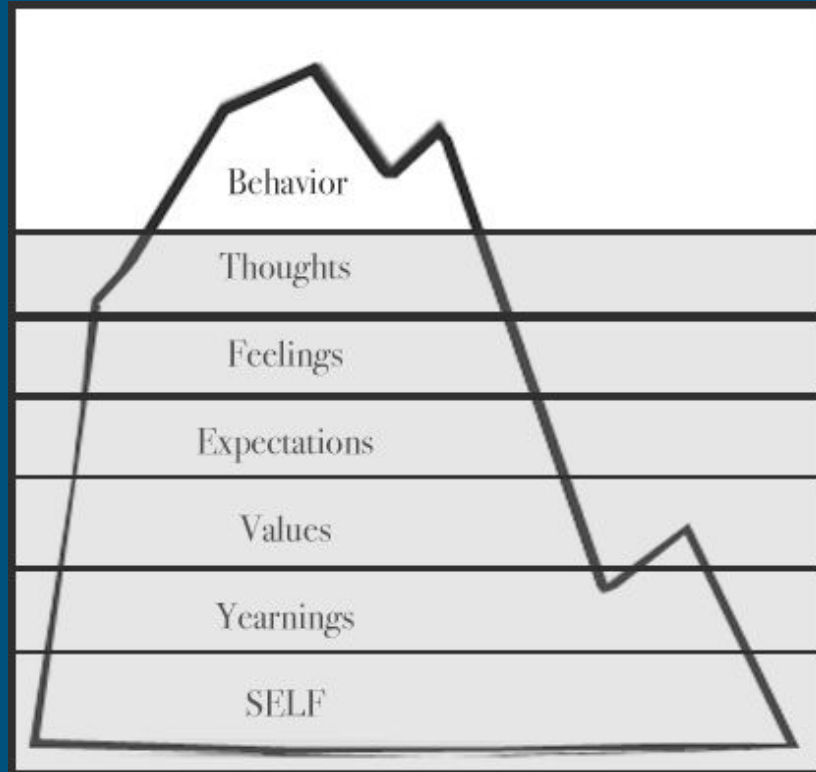 Behavior
Thoughts
Feelings
Expectations
Values
Yearnings
SELF